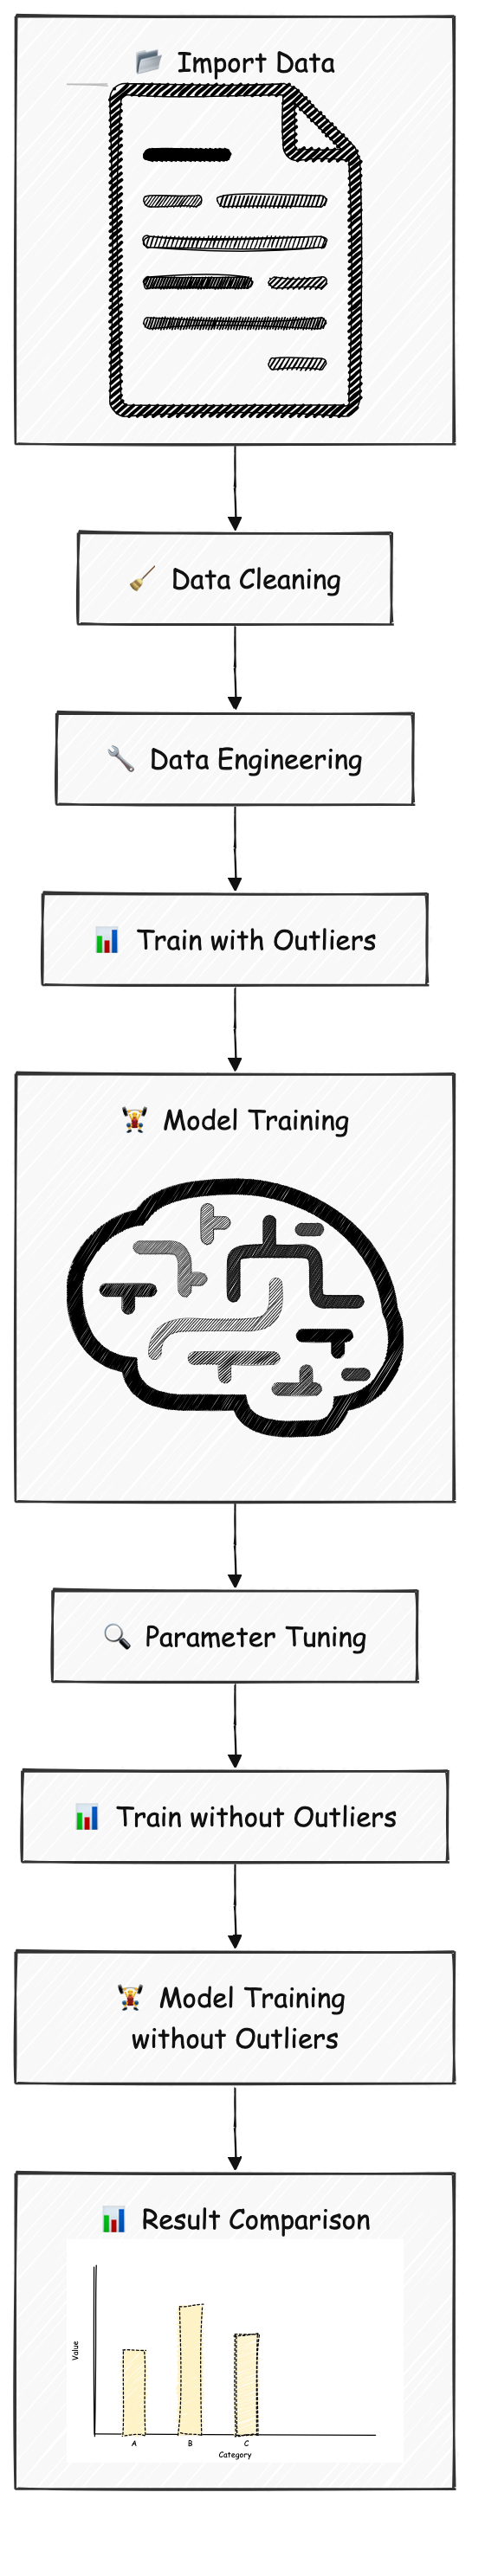 Import Data
Data Cleaning
Data Engineering
Train with Outliers
Model Training
Parameter Tuning
Train without Outliers
Model Training
without Outliers
Result Comparison
Value
A B C
Category